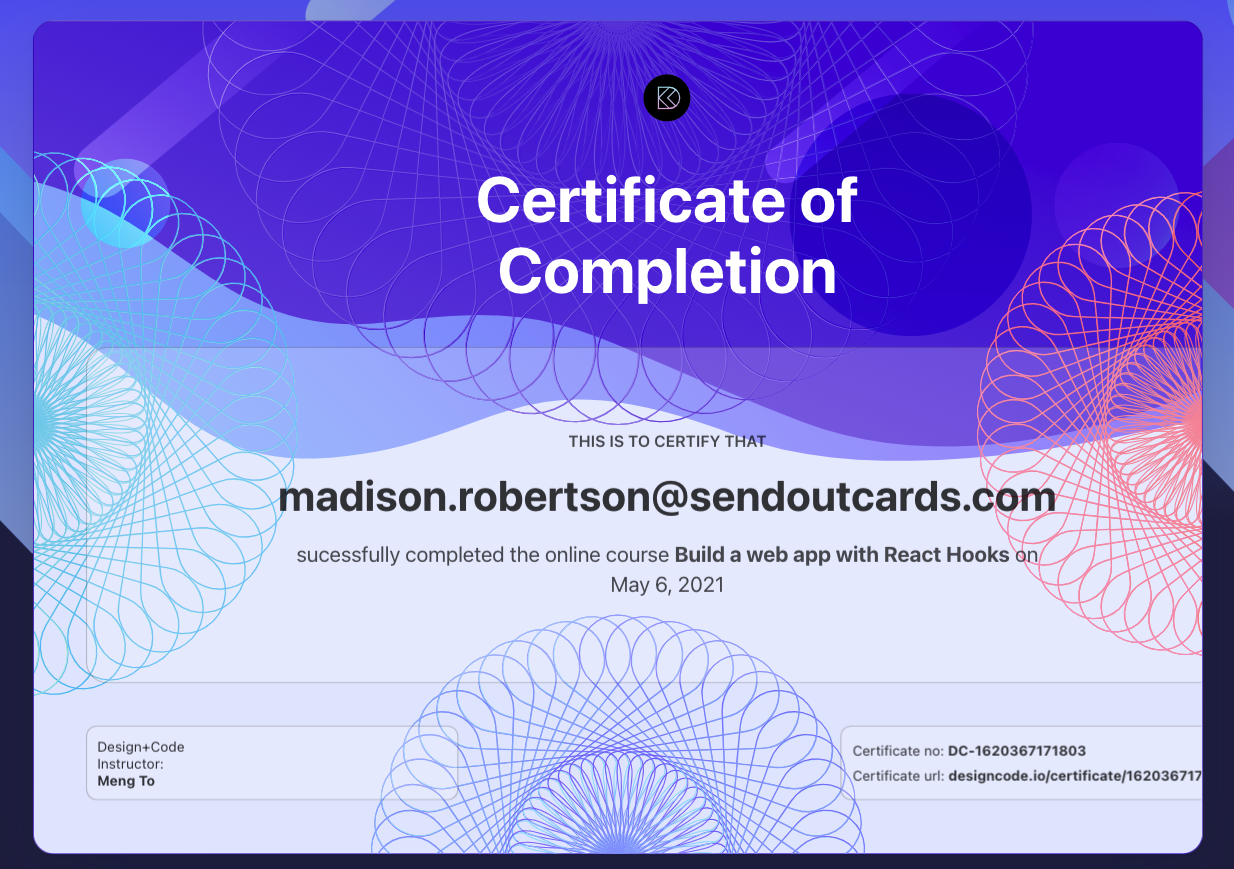 Certificate of
Completion
THIS IS TO CERTIFY THAT
madison.robertson@sendoutcards.com
sucessfully completed the online course Build a web app with React Hooks on
May 6, 2021
Design+Code
Instructor:
Meng To
Certificate no: DC-1620367171803
Certificate url: designcode.io/certificate/162036717